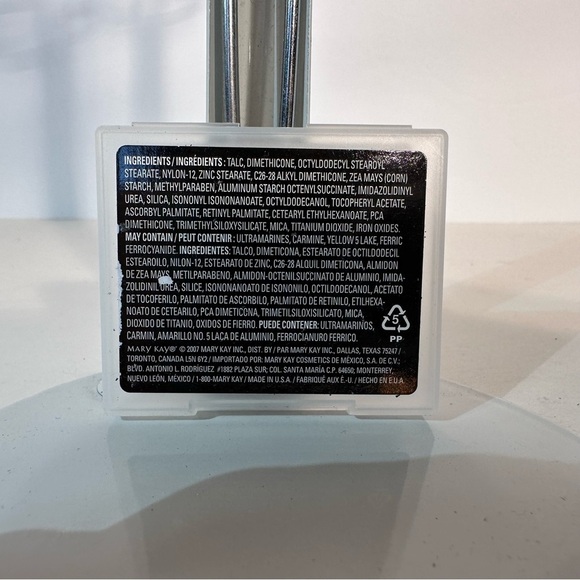 INGREDIENTS/INGRÉDIENTS: TALC, DIMETHICONE, OCTYLDODECYL STEAROYL
STEARATE, NYLON-12, ZINC STEARATE, C26-28 ALKYL DIMETHICONE, ZEA MAYS (CORN)
STARCH, METHYLPARABEN, ALUMINUM STARCH OCTENYLSUCCINATE, IMIDAZOLIDINYL
UREA, SILICA, ISONONYL ISONONANOATE, OCTYLDODECANOL, TOCOPHERYL ACETATE,
ASCORBYL PALMITATE, RETINYL PALMITATE, CETEARYL ETHYLHEXANOATE, PCA
DIMETHICONE, TRIMETHYLSILOXYSILICATE, MICA, TITANIUM DIOXIDE, IRON OXIDES.
MAY CONTAIN / PEUT CONTENIR: ULTRAMARINES, CARMINE, YELLOW 5 LAKE, FERRIC
FERROCYANIDE. INGREDIENTES: TALCO, DIMETICONA, ESTEARATO DE OCTILDODECIL
ESTEAROILO, NILON-12, ESTEARATO DE ZINC, C26-28 ALQUIL DIMETICONA, ALMIDON
DE ZEA MAYS, METILPARABENO, ALMIDON-OCTENILSUCCINATO DE ALUMINIO, IMIDA-
ZOLIDINIL UREA, SILICE, ISONONANOATO DE ISONONILO, OCTILDODECANOL, ACETATO
DE TOCOFERILO, PALMITATO DE ASCORBILO, PALMITATO DE RETINILO, ETILHEXA-
NOATO DE CETEARILO, PCA DIMETICONA, TRIMETILSILOXISILICATO, MICA,
DIOXIDO DE TITANIO, OXIDOS DE FIERRO. PUEDE CONTENER: ULTRAMARINOS,
CARMIN, AMARILLO NO. 5 LACA DE ALUMINIO, FERROCIANURO FERRICO.
MARY KAY® © 2007 MARY KAY INC. DIST. BY / PAR MARY KAY INC., DALLAS, TEXAS 75247 /
TORONTO, CANADA L5N 6Y2 / IMPORTADO POR: MARY KAY COSMETICS DE MÉXICO, S.A. DE C.V.;
BLVD. ANTONIO L. RODRÍGUEZ #1882 PLAZA SUR; COL. SANTA MARÍA C.P. 64650; MONTERREY,
NUEVO LEÓN, MÉXICO / 1-800-MARY KAY / MADE IN U.S.A. / FABRIQUÉ AUX É.-U. / HECHO EN E.U.A.
5
PP